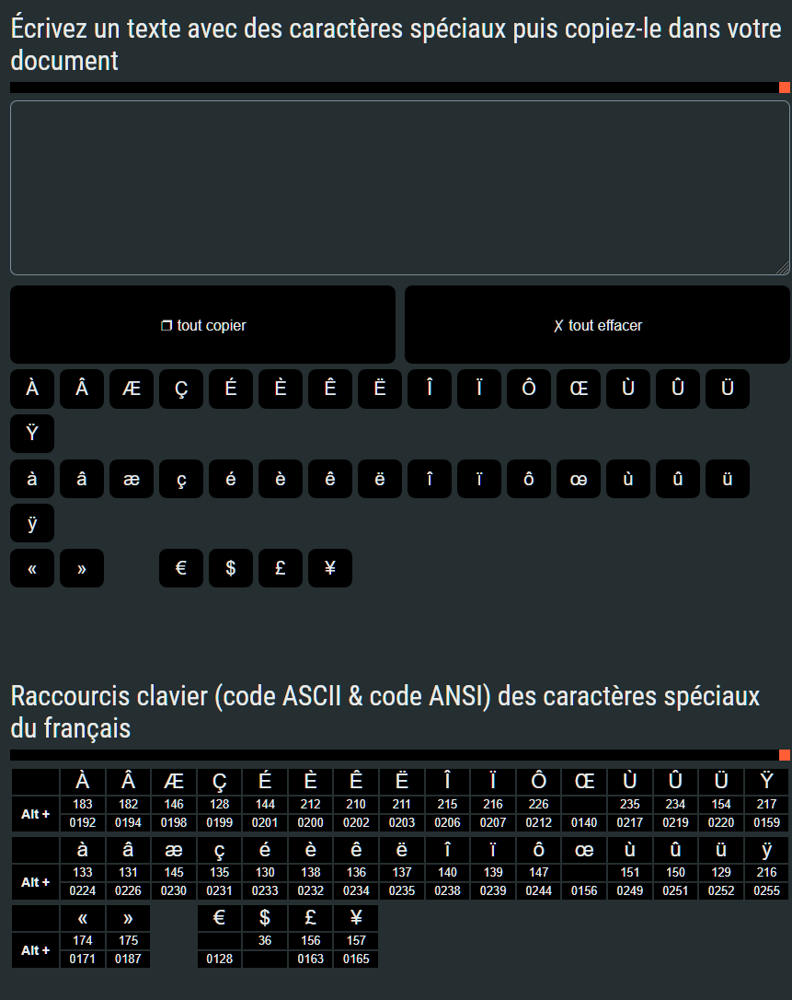 Écrivez un texte avec des caractères spéciaux puis copiez-le dans votre
document
❐ tout copier ✗ tout effacer
À Â Æ Ç É È Ê Ë Î Ï Ô Œ Ù Û Ü
Ÿ
à â æ ç é è ê ë î ï ô œ ù û ü
ÿ
« » € $ £ ¥
Raccourcis clavier (code ASCII & code ANSI) des caractères spéciaux
du français
À Â Æ Ç É È Ê Ë Î Ï Ô Œ Ù Û Ü Ÿ
Alt +
183 182 146 128 144 212 210 211 215 216 226 235 234 154 217
0192 0194 0198 0199 0201 0200 0202 0203 0206 0207 0212 0140 0217 0219 0220 0159
à â æ ç é è ê ë î ï ô œ ù û ü ÿ
Alt +
133 131 145 135 130 138 136 137 140 139 147 151 150 129 216
0224 0226 0230 0231 0233 0232 0234 0235 0238 0239 0244 0156 0249 0251 0252 0255
« » € $ £ ¥
Alt +
174 175 36 156 157
0171 0187 0128 0163 0165